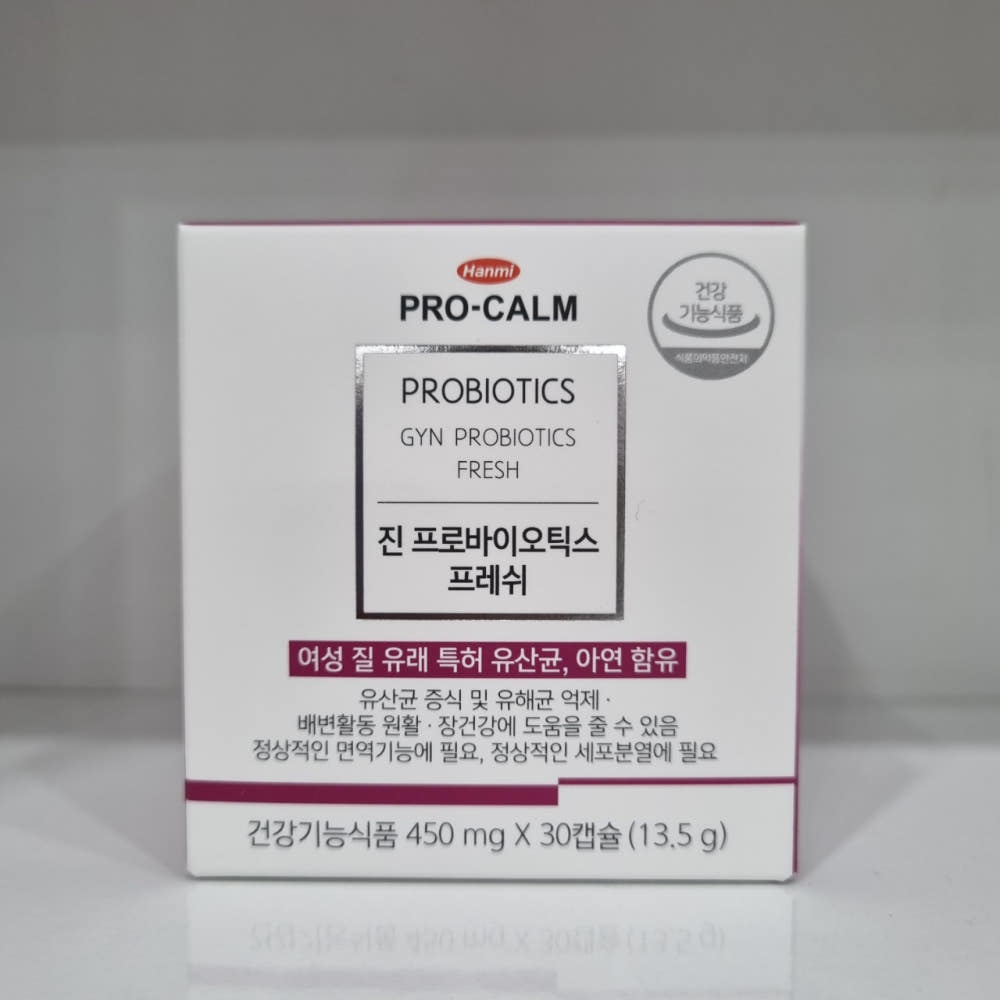 Hanmi
PRO-CALM
건강
기능식품
식품의약품안전처
PROBIOTICS
GYN PROBIOTICS
FRESH
진 프로바이오틱스
프레쉬
여성 질 유래 특허 유산균, 아연 함유
유산균 증식 및 유해균 억제 ·
배변활동 원활 · 장건강에 도움을 줄 수 있음
정상적인 면역기능에 필요, 정상적인 세포분열에 필요
건강기능식품 450 mg X 30캡슐 (13.5 g)